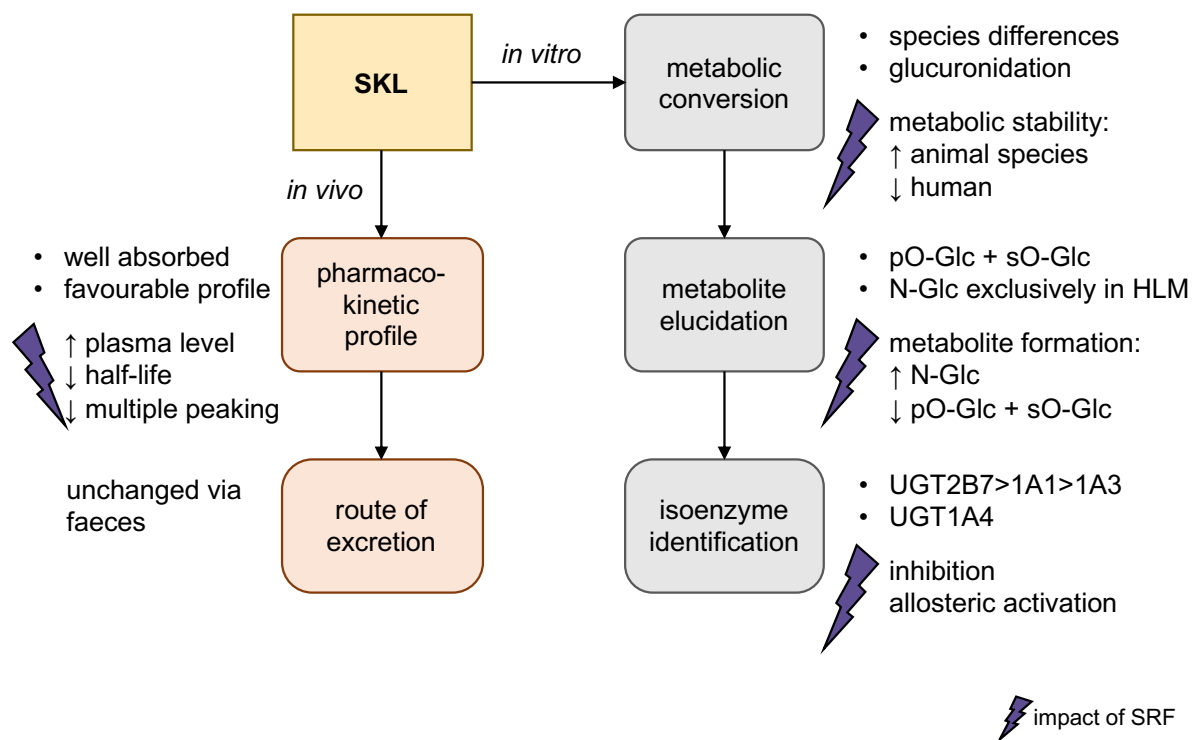 SKL
in vitro
metabolic
conversion
• species differences
• glucuronidation
metabolic stability:
↑ animal species
↓ human
in vivo
• well absorbed
• favourable profile
↑ plasma level
↓ half-life
↓ multiple peaking
pharmaco-
kinetic
profile
metabolite
elucidation
• pO-Glc + sO-Glc
• N-Glc exclusively in HLM
metabolite formation:
↑ N-Glc
↓ pO-Glc + sO-Glc
unchanged via
faeces
route of
excretion
isoenzyme
identification
• UGT2B7>1A1>1A3
• UGT1A4
inhibition
allosteric activation
impact of SRF